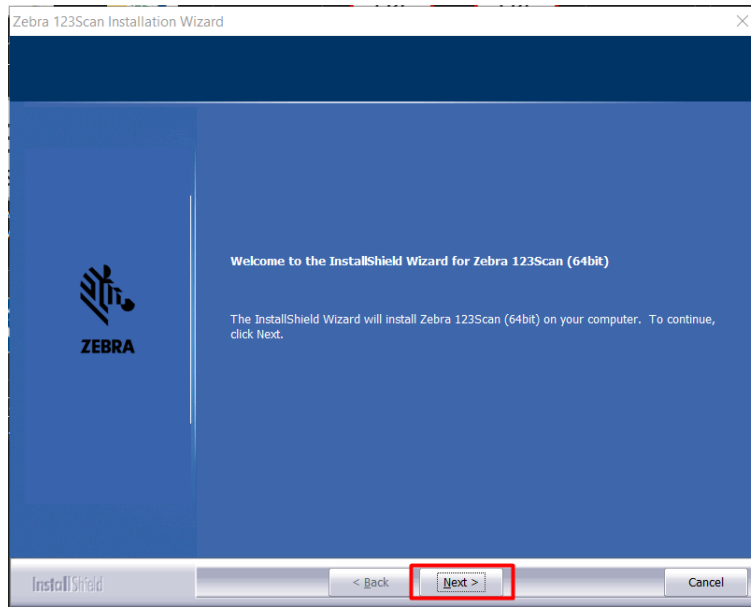 Zebra 123Scan Installation Wizard
Welcome to the InstallShield Wizard for Zebra 123Scan (64bit)
The InstallShield Wizard will install Zebra 123Scan (64bit) on your computer. To continue,
click Next.
ZEBRA
InstallShield
< Back
Next >
Cancel